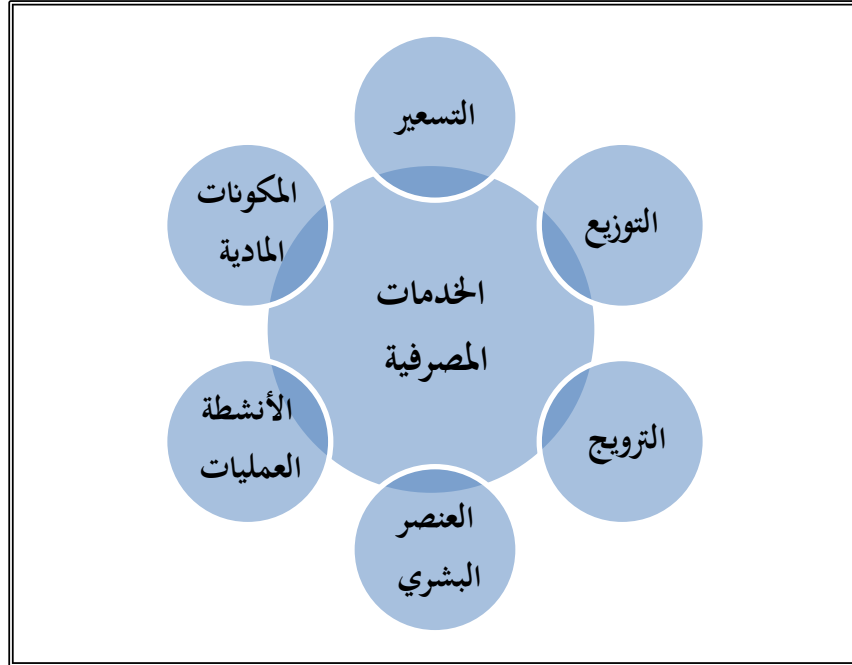 التسعير
التوزيع
الترويج
العنصر
البشري
الأنشطة
العمليات
المكونات
المادية
الخدمات
المصرفية